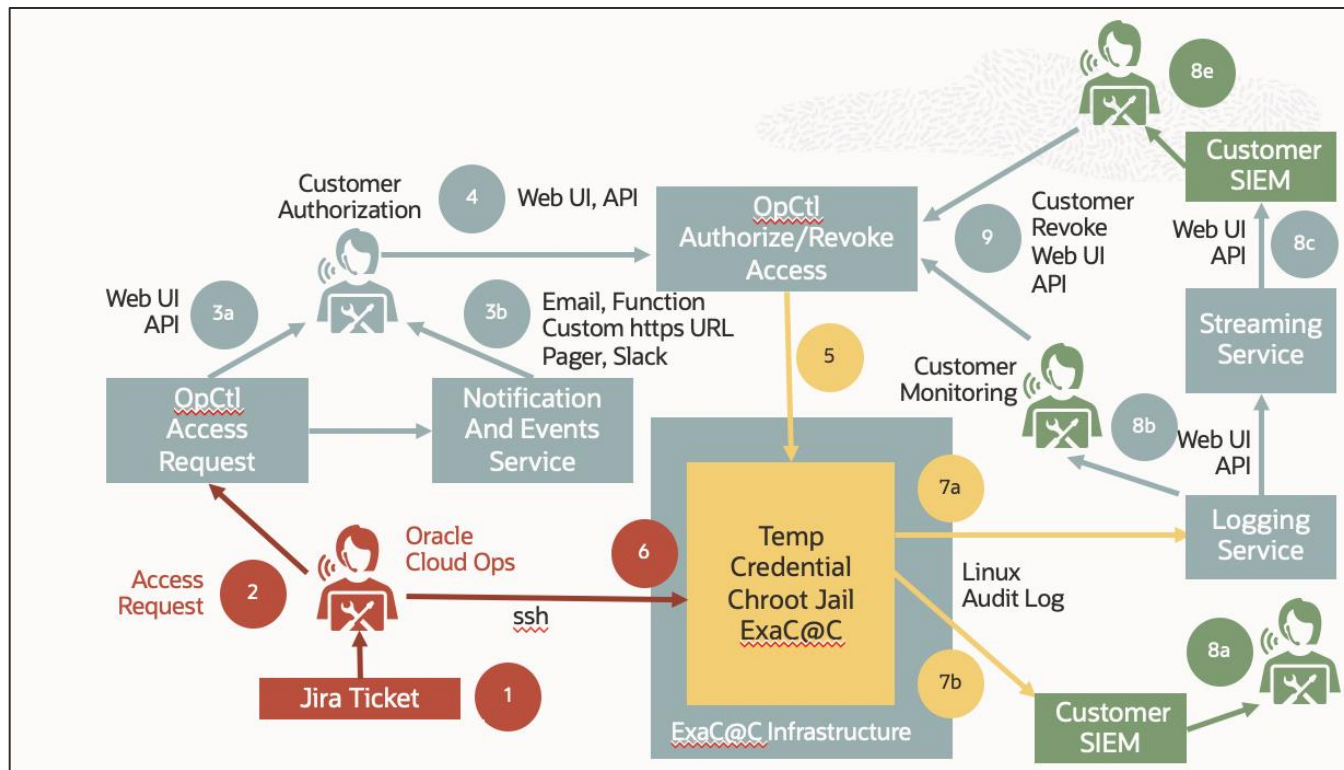 8e
Customer
SIEM
Customer
Authorization
4
Web UI, API
OpCtl
Authorize/Revoke
Access
9
Customer
Revoke
Web UI
API
Web UI
API
8c
Web UI
API
3a
3b
Email, Function
Custom https URL
Pager, Slack
5
Streaming
Service
Customer
Monitoring
8b
Web UI
API
OpCtl
Access
Request
Notification
And Events
Service
7a
Logging
Service
Oracle
Cloud Ops
6
Temp
Credential
Chroot Jail
ExaC@C
Linux
Audit Log
Access
Request
2
ssh
8a
7b
Jira Ticket
1
ExaC@C Infrastructure
Customer
SIEM